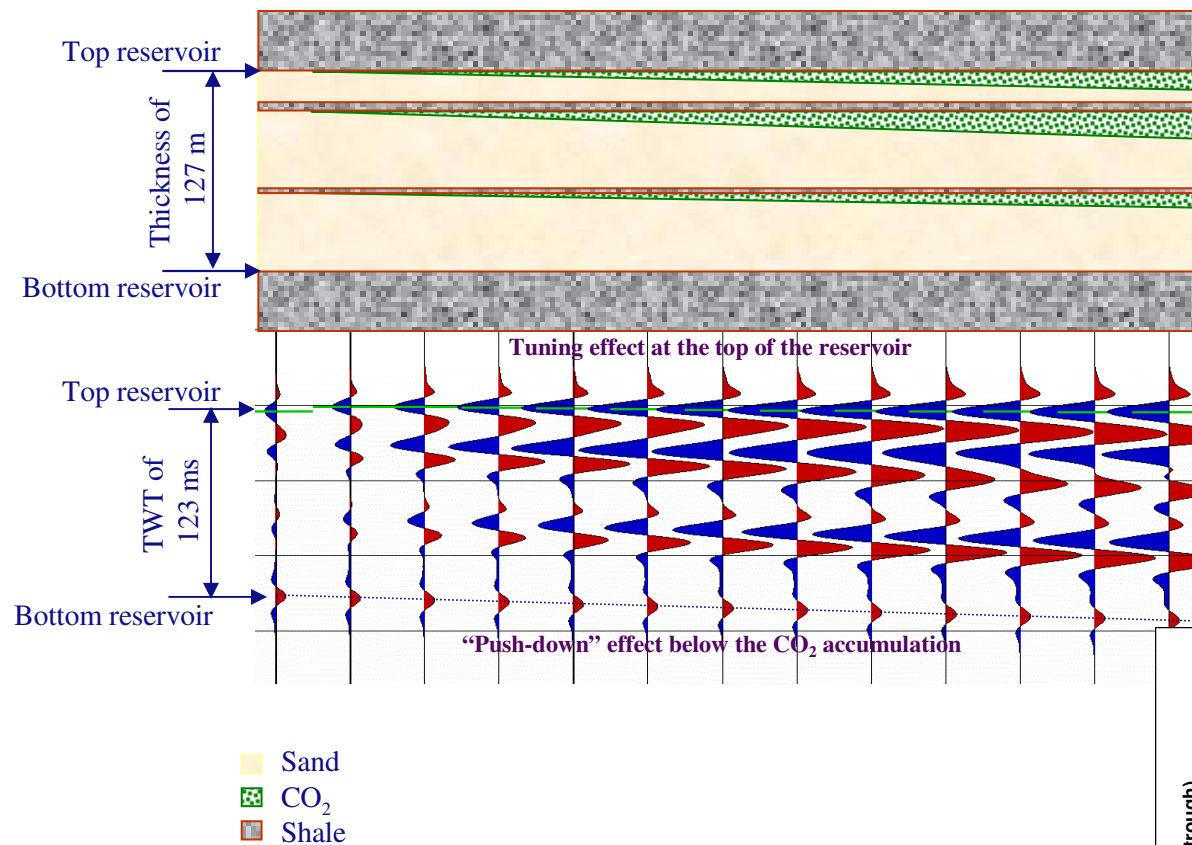 Top reservoir
Thickness of
127 m
Bottom reservoir
Tuning effect at the top of the reservoir
Top reservoir
TWT of
123 ms
Bottom reservoir
“Push-down” effect below the CO₂ accumulation
Sand
CO₂
Shale
trough)